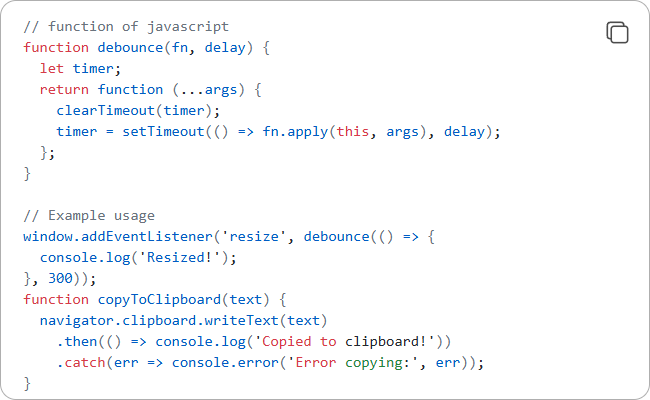 // function of javascript
function debounce(fn, delay) {
  let timer;
  return function (...args) {
    clearTimeout(timer);
    timer = setTimeout(() => fn.apply(this, args), delay);
  };
}

// Example usage
window.addEventListener('resize', debounce(() => {
  console.log('Resized!');
}, 300));
function copyToClipboard(text) {
  navigator.clipboard.writeText(text)
    .then(() => console.log('Copied to clipboard!'))
    .catch(err => console.error('Error copying:', err));
}